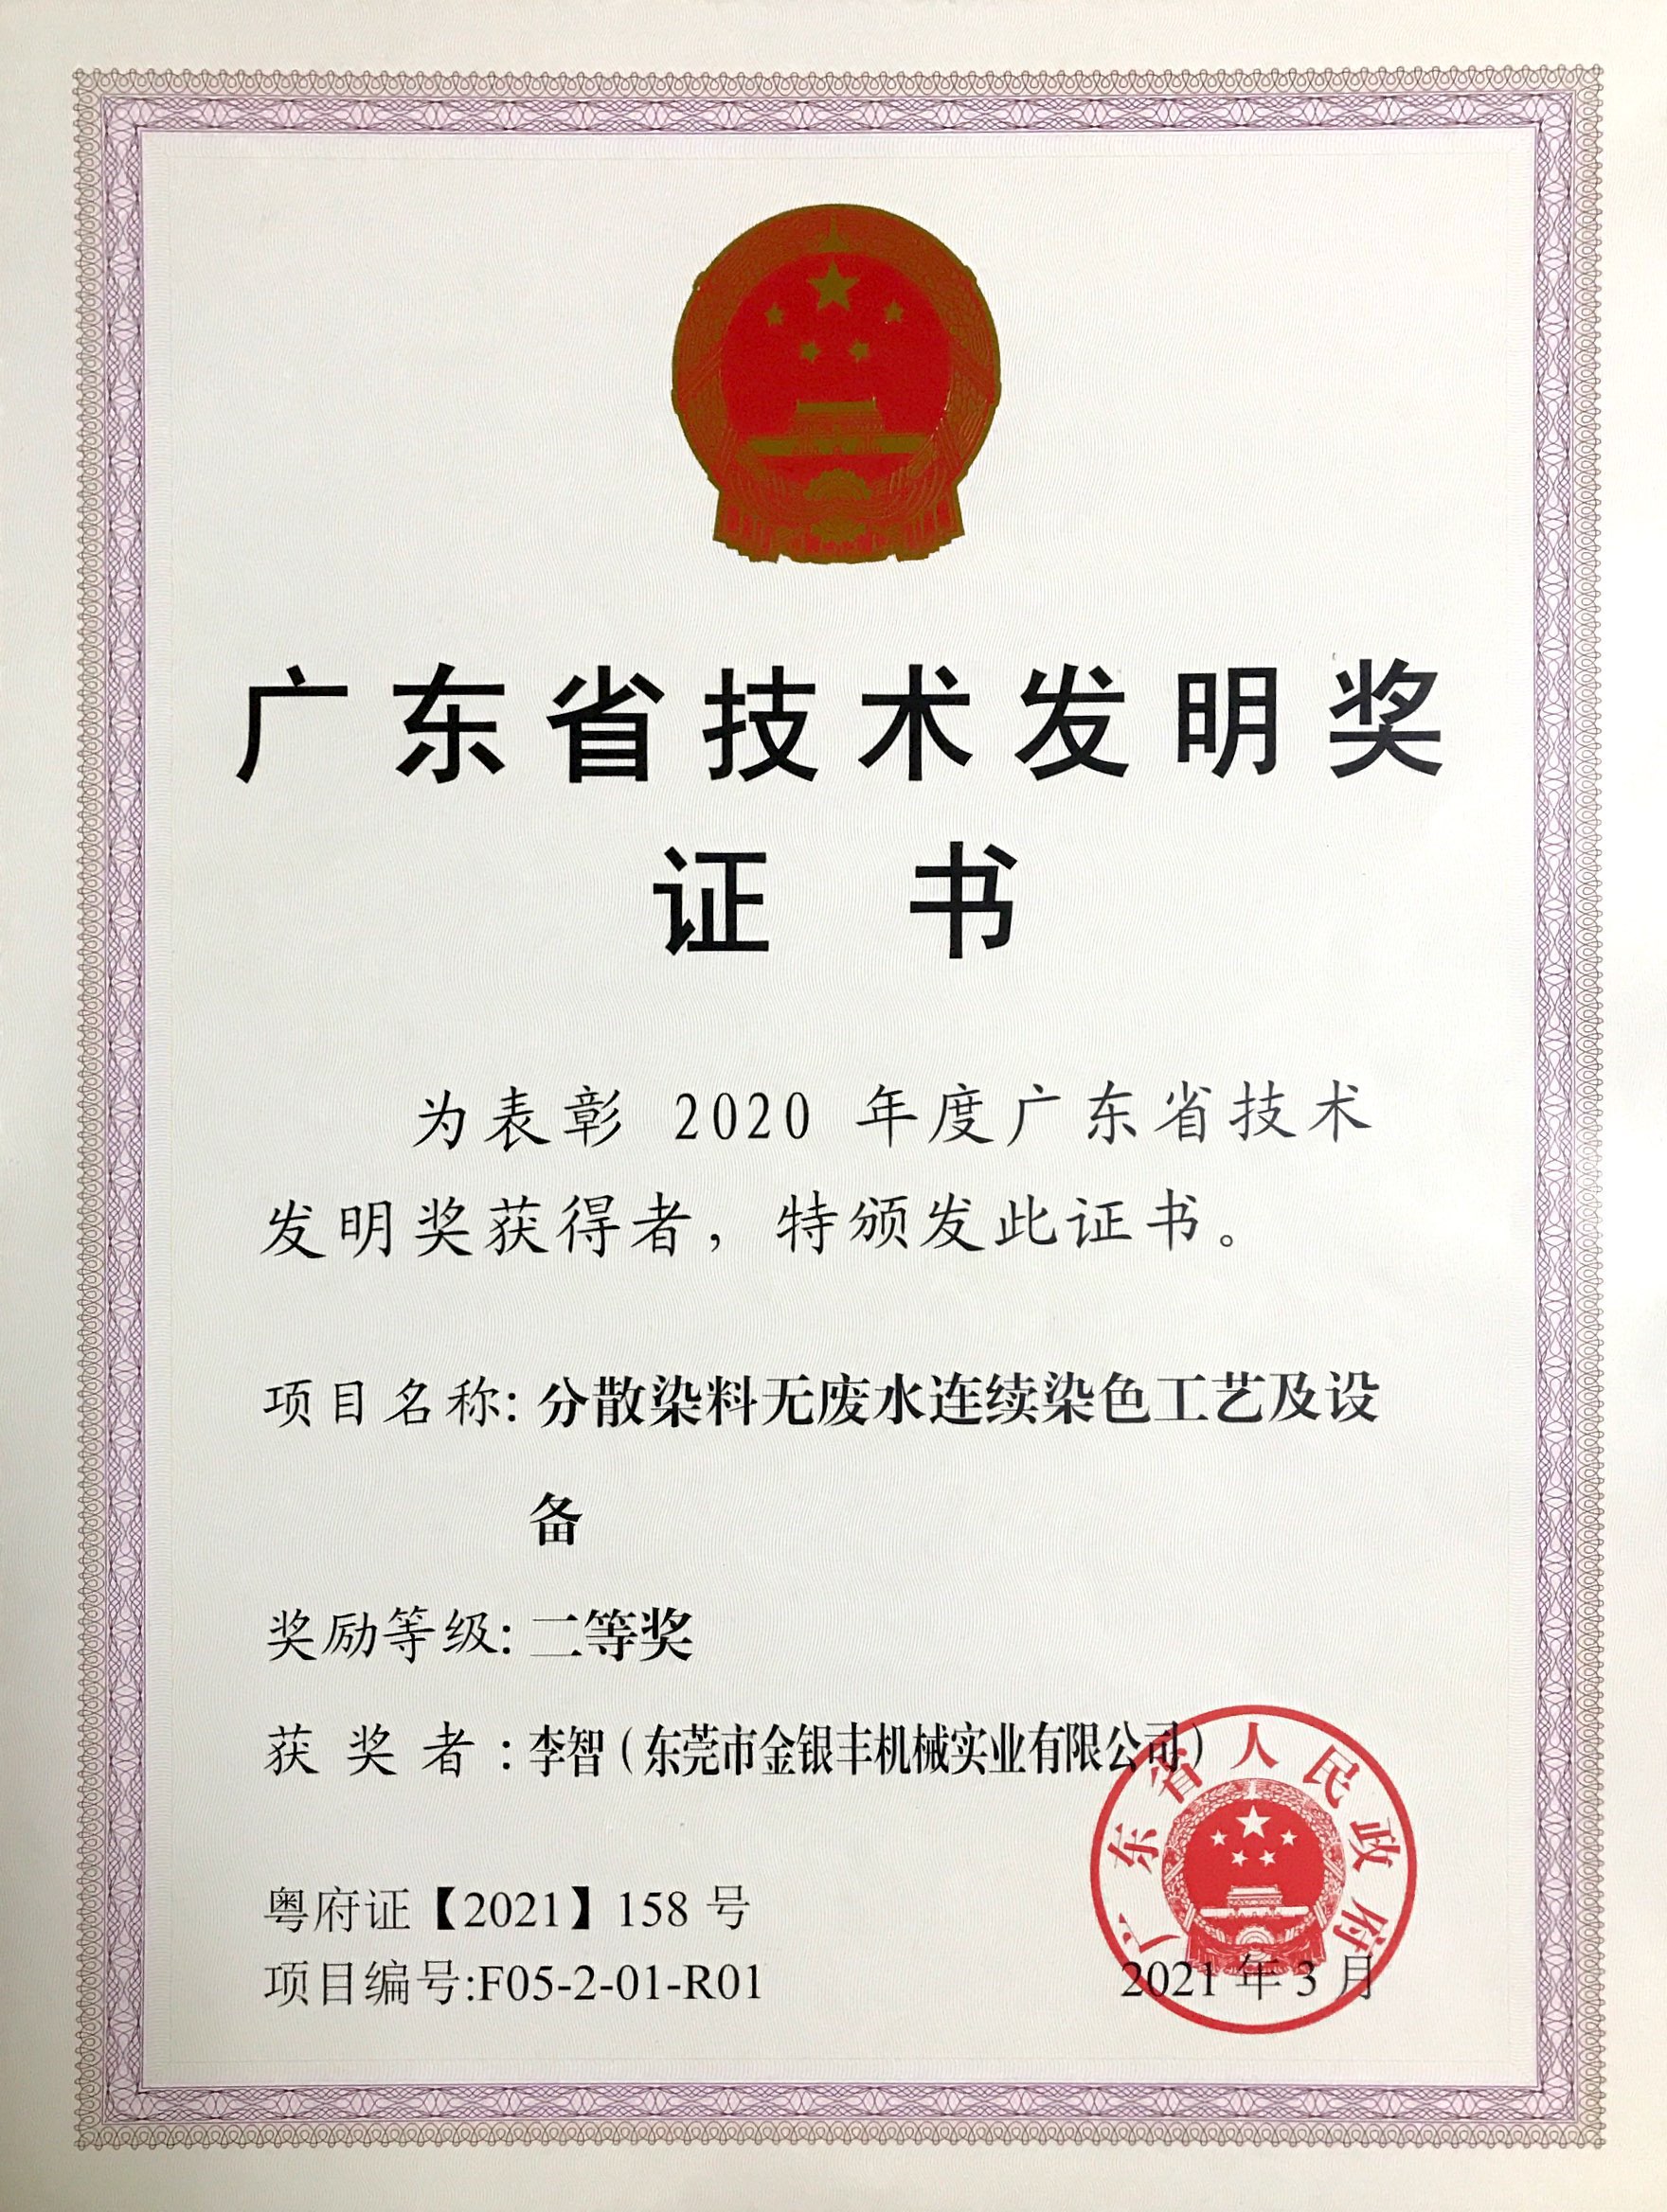 广东省技术发明奖
证 书
为表彰 2020 年度广东省技术
发明奖获得者，特颁发此证书。
项目名称：分散染料无废水连续染色工艺及设
备
奖励等级：二等奖
获 奖 者：李智（东莞市金银丰机械实业有限公司）
粤府证【2021】158 号
项目编号:F05-2-01-R01
广东省人民政府
2021 年 3 月